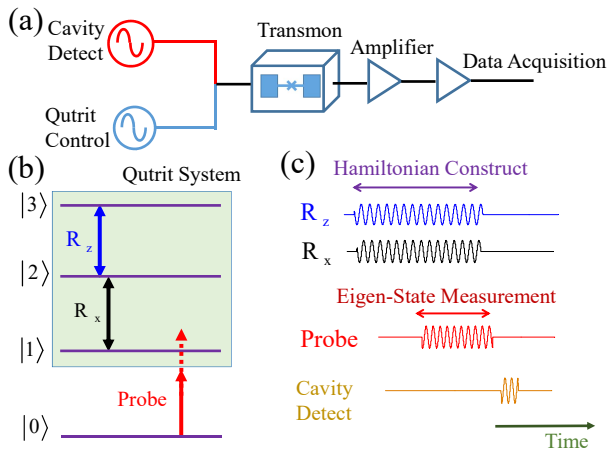 (a)
Cavity
Detect
Qutrit
Control
Transmon
Amplifier
Data Acquisition
(b)
Qutrit System
|3⟩
R z
|2⟩
R x
|1⟩
Probe
|0⟩
(c)
Hamiltonian Construct
R z
R x
Eigen-State Measurement
Probe
Cavity
Detect
Time